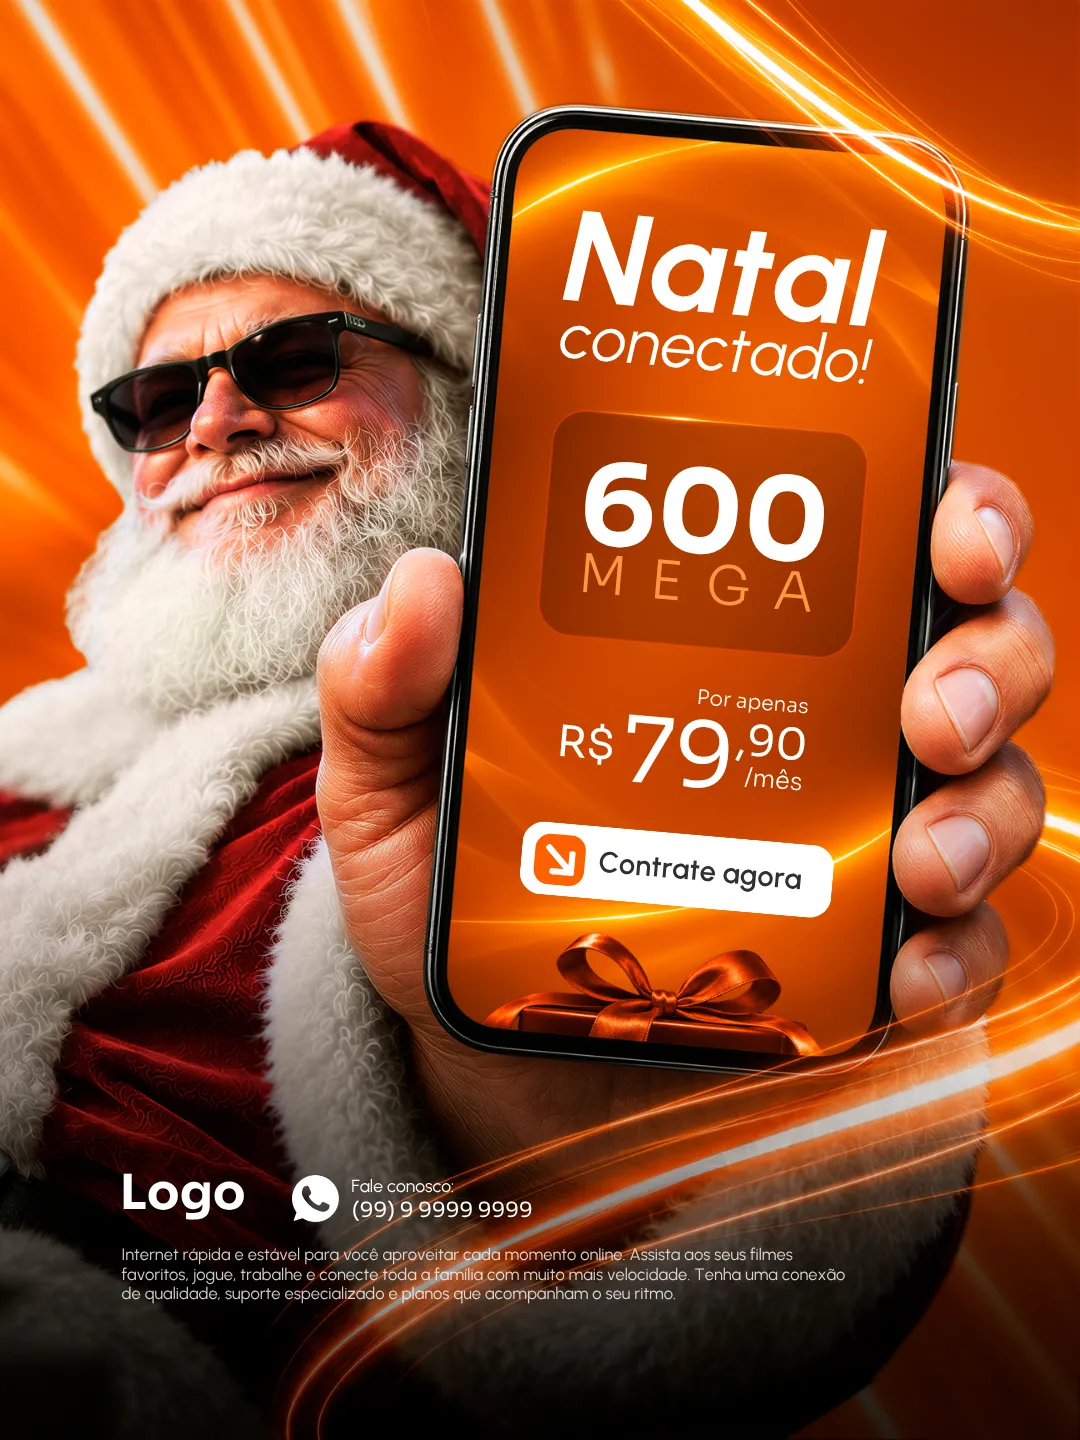 Natal
conectado!
600
MEGA
Por apenas
R$ 79,90
/mês
Contrate agora
Logo
Fale conosco:
(99) 9 9999 9999
Internet rápida e estável para você aproveitar cada momento online. Assista aos seus filmes
favoritos, jogue, trabalhe e conecte toda a família com muito mais velocidade. Tenha uma conexão
de qualidade, suporte especializado e planos que acompanham o seu ritmo.